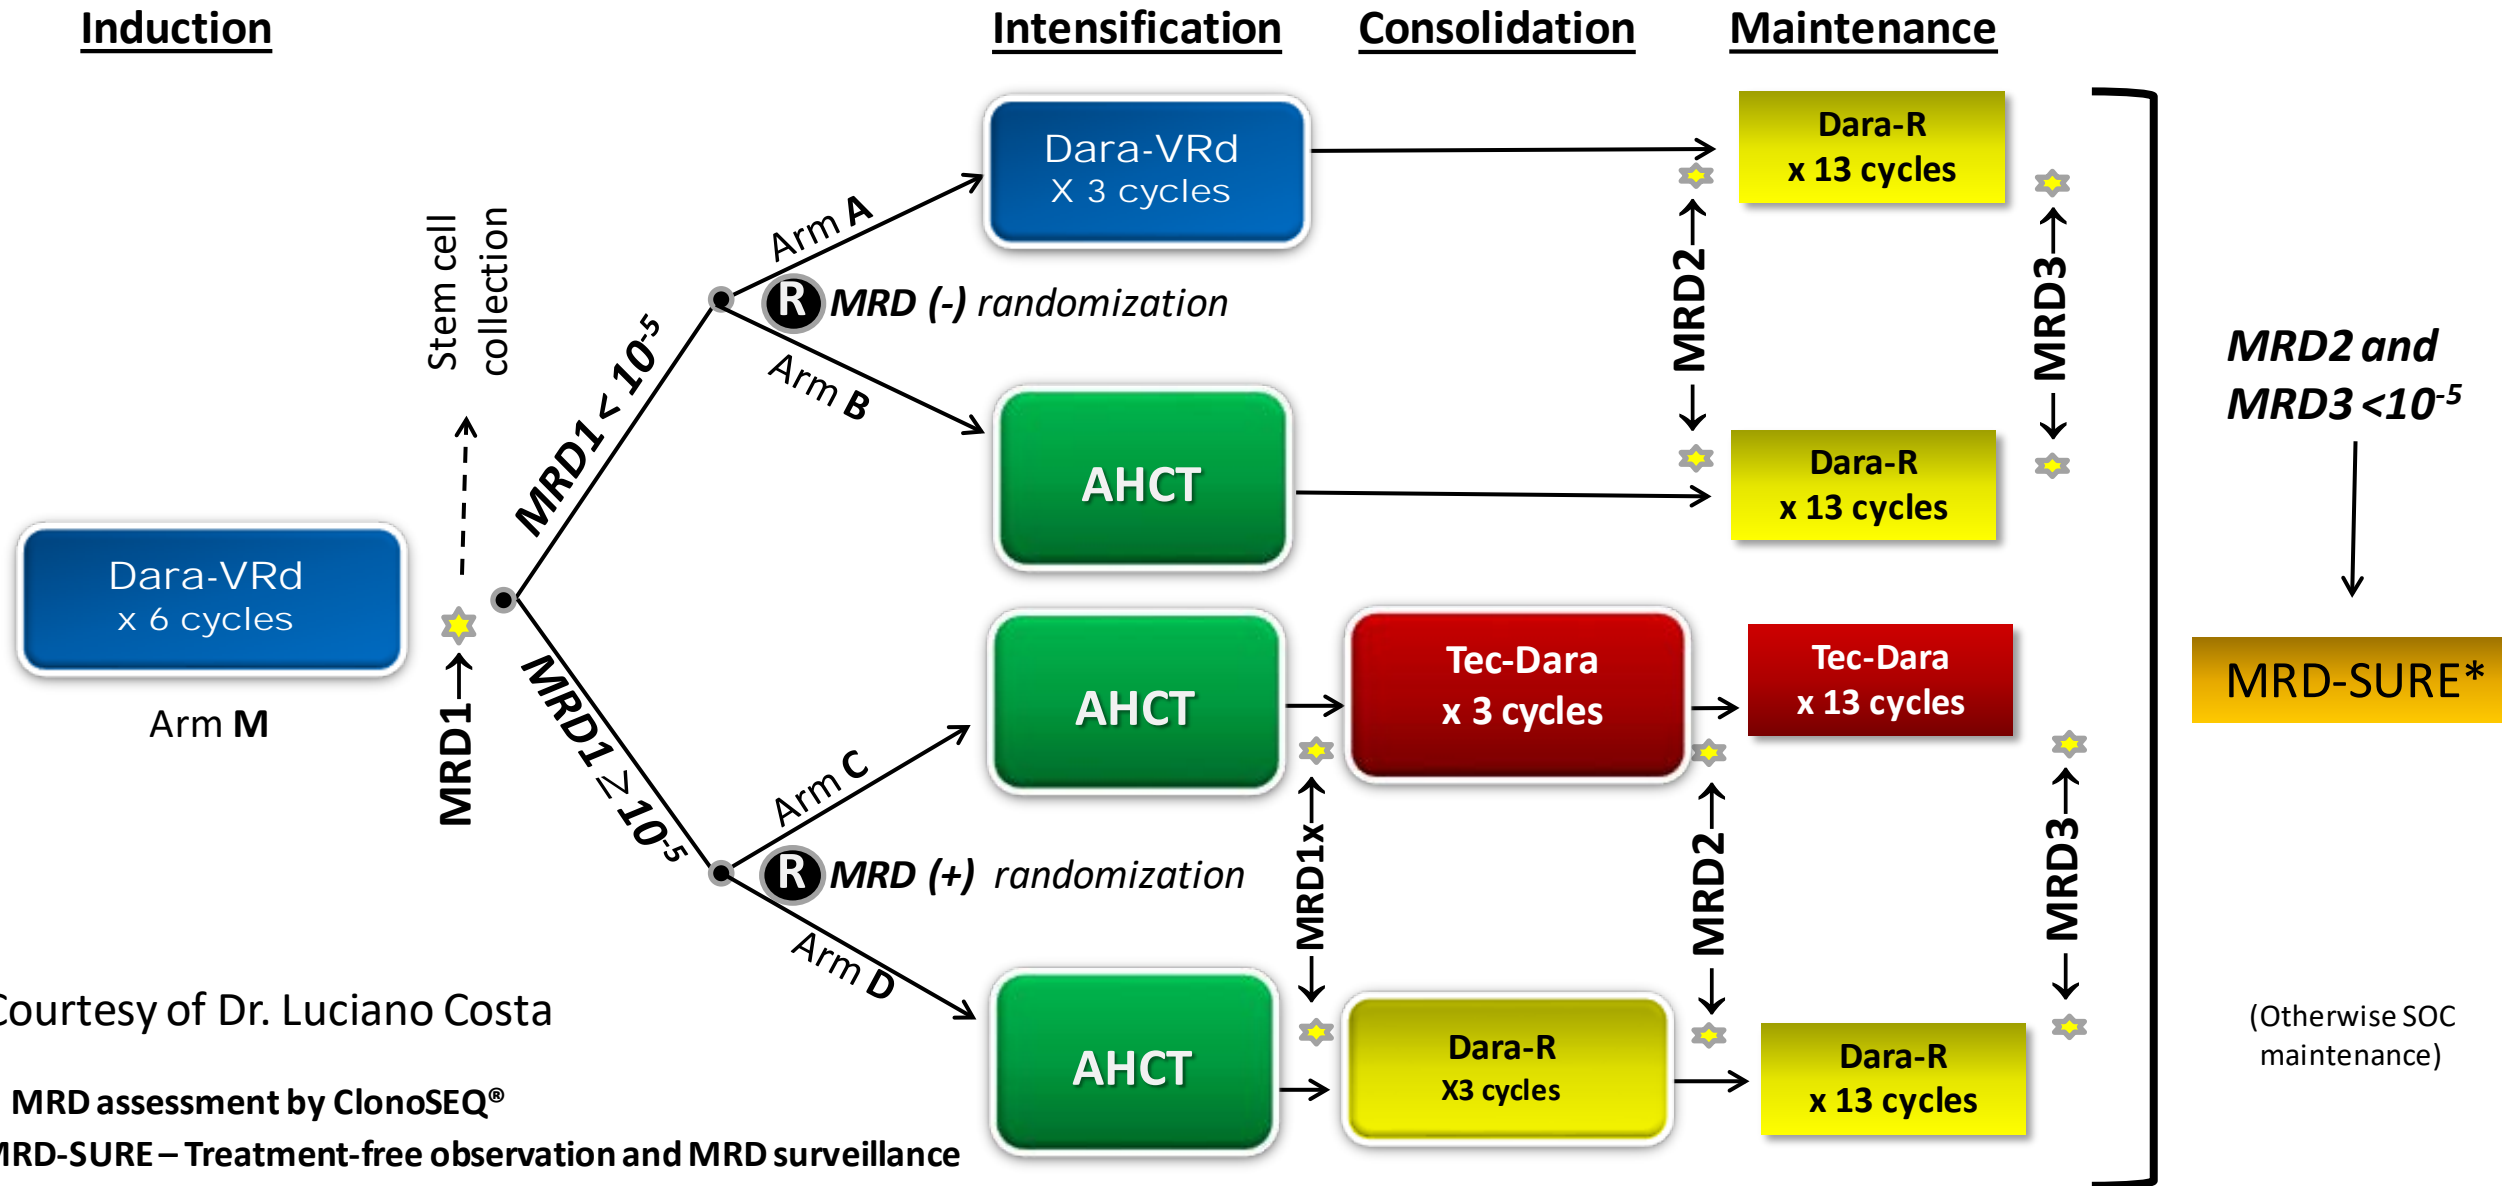 Induction
Intensification
Consolidation
Maintenance
Stem cell
collection
Dara-VRd
x 6 cycles
Arm M
MRD1
MRD1 < 10⁻⁵
MRD1 ≥ 10⁻⁵
Arm A
R MRD (-) randomization
Arm B
Dara-VRd
X 3 cycles
AHCT
MRD2
Dara-R
x 13 cycles
Dara-R
x 13 cycles
MRD3
Arm C
R MRD (+) randomization
Arm D
AHCT
AHCT
MRD1x
Tec-Dara
x 3 cycles
Dara-R
X3 cycles
MRD2
Tec-Dara
x 13 cycles
Dara-R
x 13 cycles
MRD3
MRD2 and
MRD3 <10⁻⁵
MRD-SURE*
(Otherwise SOC
maintenance)
Courtesy of Dr. Luciano Costa
MRD assessment by ClonoSEQ®
MRD-SURE – Treatment-free observation and MRD surveillance